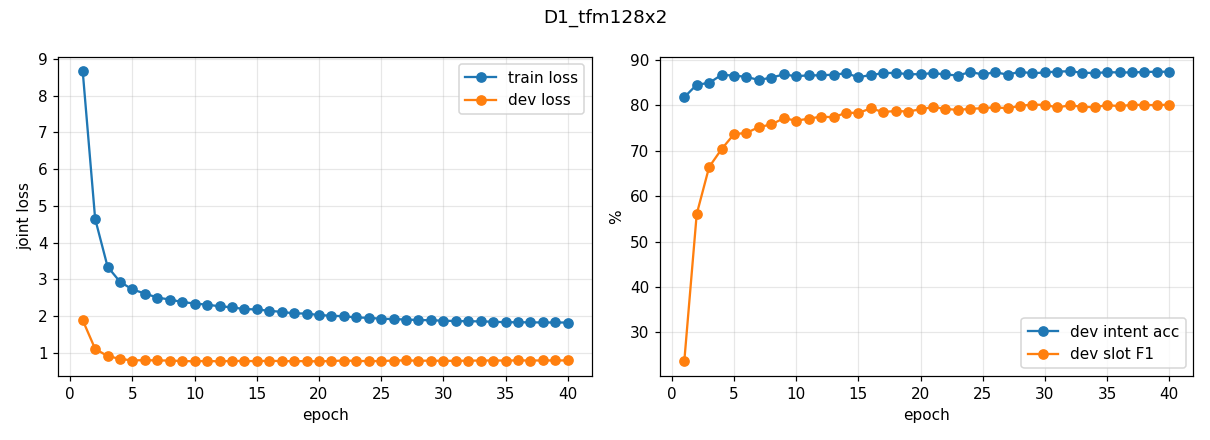 D1_tfm128x2
joint loss
9
8
7
6
5
4
3
2
1
train loss
dev loss
0 5 10 15 20 25 30 35 40
epoch
%
90
80
70
60
50
40
30
dev intent acc
dev slot F1
0 5 10 15 20 25 30 35 40
epoch